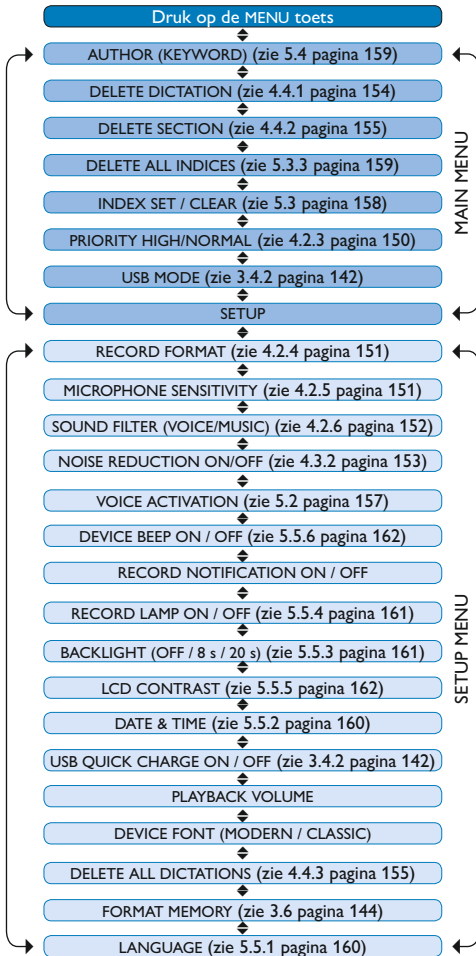 Druk op de MENU toets
AUTHOR (KEYWORD) (zie 5.4 pagina 159)
DELETE DICTATION (zie 4.4.1 pagina 154)
DELETE SECTION (zie 4.4.2 pagina 155)
DELETE ALL INDICES (zie 5.3.3 pagina 159)
INDEX SET / CLEAR (zie 5.3 pagina 158)
PRIORITY HIGH/NORMAL (zie 4.2.3 pagina 150)
USB MODE (zie 3.4.2 pagina 142)
SETUP
MAIN MENU
RECORD FORMAT (zie 4.2.4 pagina 151)
MICROPHONE SENSITIVITY (zie 4.2.5 pagina 151)
SOUND FILTER (VOICE/MUSIC) (zie 4.2.6 pagina 152)
NOISE REDUCTION ON/OFF (zie 4.3.2 pagina 153)
VOICE ACTIVATION (zie 5.2 pagina 157)
DEVICE BEEP ON / OFF (zie 5.5.6 pagina 162)
RECORD NOTIFICATION ON / OFF
RECORD LAMP ON / OFF (zie 5.5.4 pagina 161)
BACKLIGHT (OFF / 8 s / 20 s) (zie 5.5.3 pagina 161)
LCD CONTRAST (zie 5.5.5 pagina 162)
DATE & TIME (zie 5.5.2 pagina 160)
USB QUICK CHARGE ON / OFF (zie 3.4.2 pagina 142)
PLAYBACK VOLUME
DEVICE FONT (MODERN / CLASSIC)
DELETE ALL DICTATIONS (zie 4.4.3 pagina 155)
FORMAT MEMORY (zie 3.6 pagina 144)
LANGUAGE (zie 5.5.1 pagina 160)
SETUP MENU